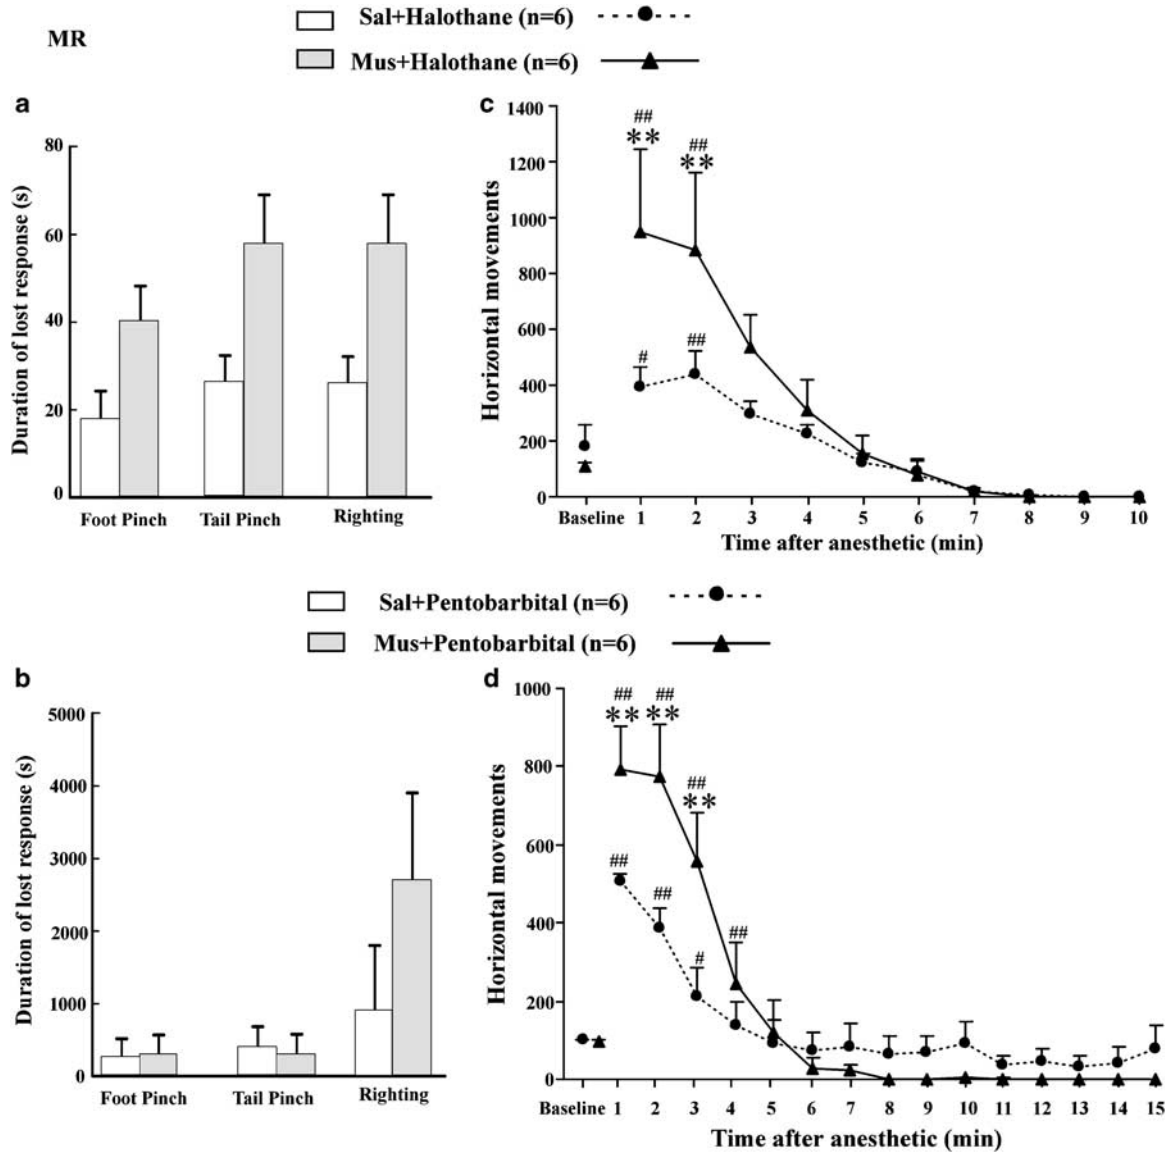 MR
Sal+Halothane (n=6)
Mus+Halothane (n=6)
a
Duration of lost response (s)
80
60
40
20
0
Foot Pinch Tail Pinch Righting
c
Horizontal movements
1400
1200
1000
800
600
400
200
0
##
**
##
**
#
##
Baseline 1 2 3 4 5 6 7 8 9 10
Time after anesthetic (min)
Sal+Pentobarbital (n=6)
Mus+Pentobarbital (n=6)
b
Duration of lost response (s)
5000
4000
3000
2000
1000
0
Foot Pinch Tail Pinch Righting
d
Horizontal movements
1000
800
600
400
200
0
## ##
** **
##
**
##
##
#
##
Baseline 1 2 3 4 5 6 7 8 9 10 11 12 13 14 15
Time after anesthetic (min)